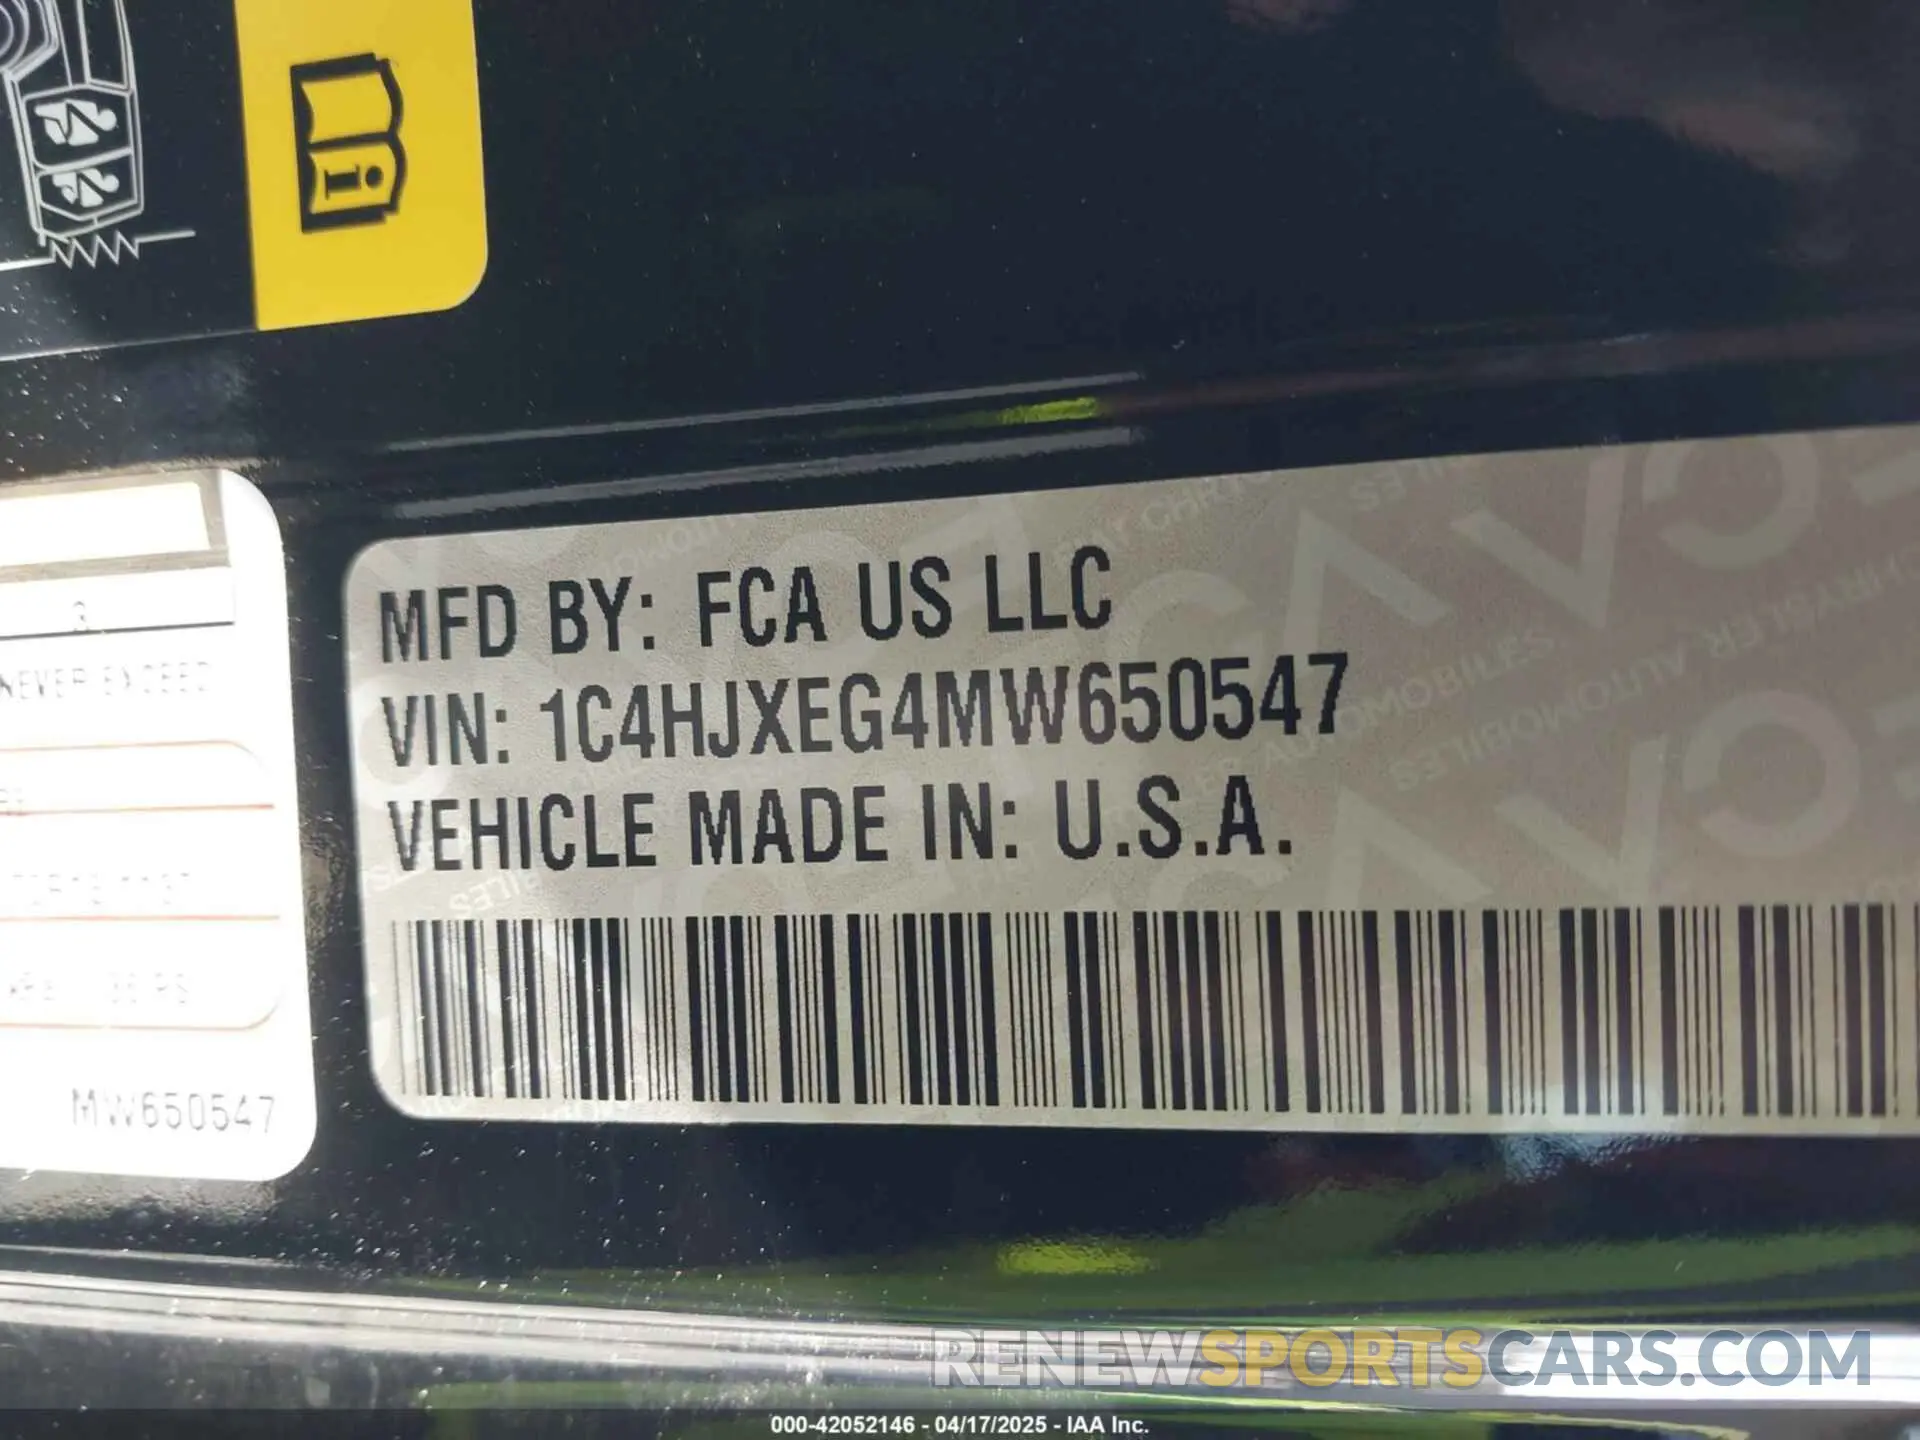 3
NEVER EXCEED
MW650547
MFD BY: FCA US LLC
VIN: 1C4HJXEG4MW650547
VEHICLE MADE IN: U.S.A.
RENEWSPORTSCARS.COM
000-42052146 - 04/17/2025 - IAA Inc.